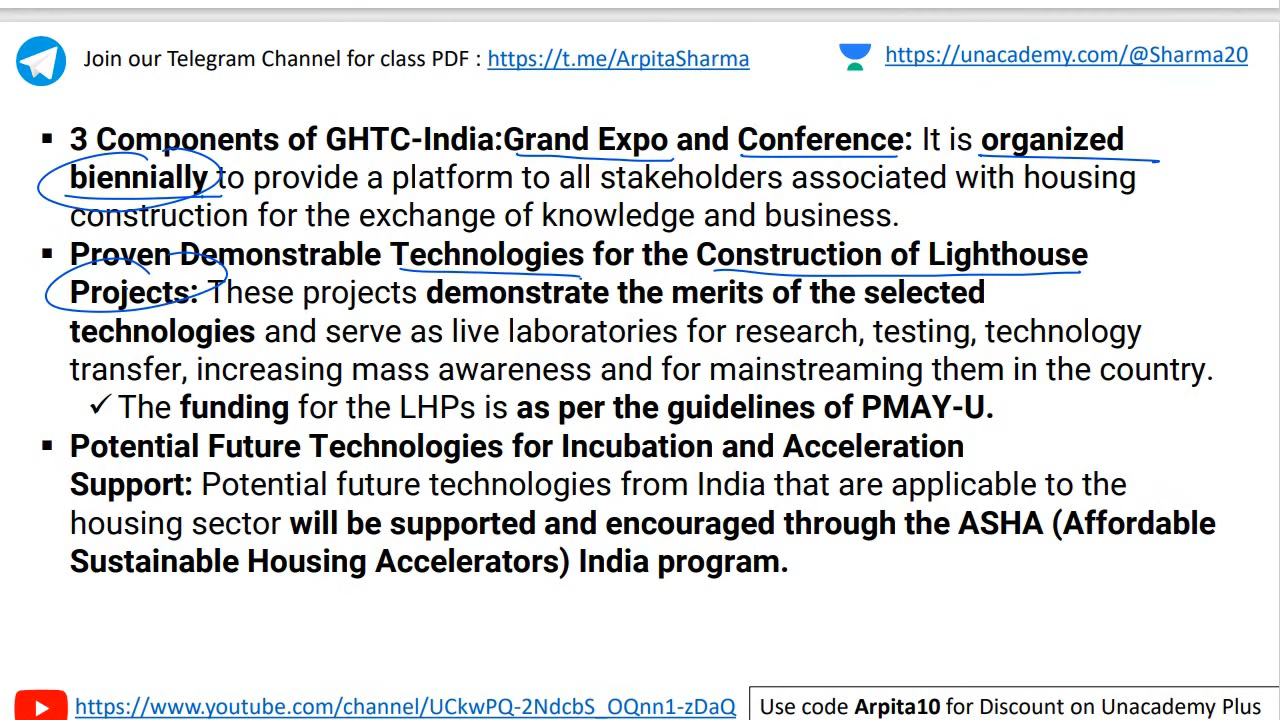 Join our Telegram Channel for class PDF : https://t.me/ArpitaSharma
https://unacademy.com/@Sharma20
▪ 3 Components of GHTC-India:Grand Expo and Conference: It is organized
biennially to provide a platform to all stakeholders associated with housing
construction for the exchange of knowledge and business.
▪ Proven Demonstrable Technologies for the Construction of Lighthouse
Projects: These projects demonstrate the merits of the selected
technologies and serve as live laboratories for research, testing, technology
transfer, increasing mass awareness and for mainstreaming them in the country.
✓ The funding for the LHPs is as per the guidelines of PMAY-U.
▪ Potential Future Technologies for Incubation and Acceleration
Support: Potential future technologies from India that are applicable to the
housing sector will be supported and encouraged through the ASHA (Affordable
Sustainable Housing Accelerators) India program.
https://www.youtube.com/channel/UCkwPQ-2NdcbS_OQnn1-zDaQ
Use code Arpita10 for Discount on Unacademy Plus